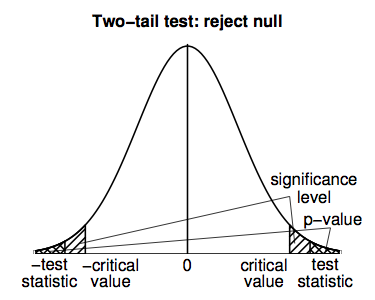 Two−tail test: reject null
significance
level
p−value
−test
statistic
−critical
value
0
critical
value
test
statistic